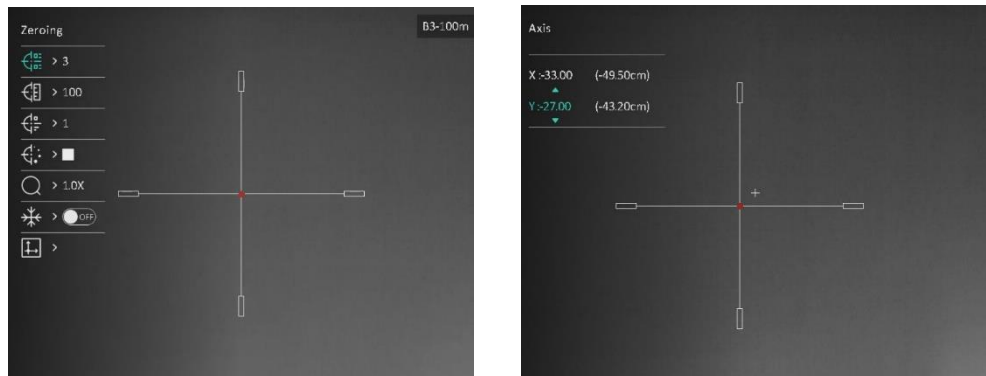 Zeroing
B3-100m
> 3
> 100
> 1
>
> 1.0X
> OFF
>
Axis
X :-33.00 (-49.50cm)
Y :-27.00 (-43.20cm)